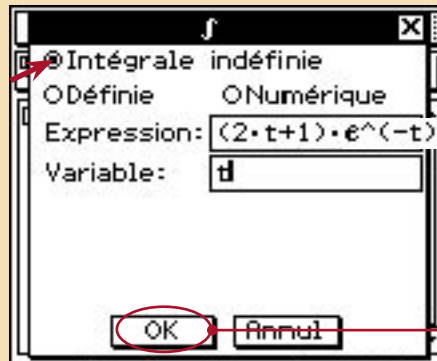 ∫ X
Intégrale indéfinie
Définie Numérique
Expression: (2·t+1)·e^(-t)
Variable: t
OK Annul